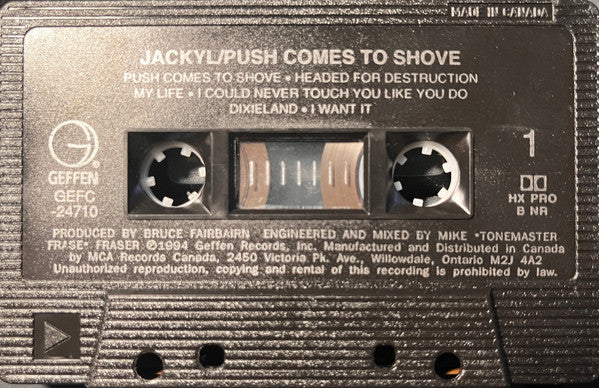 MADE IN CANADA
JACKYL/PUSH COMES TO SHOVE
PUSH COMES TO SHOVE • HEADED FOR DESTRUCTION
MY LIFE • I COULD NEVER TOUCH YOU LIKE YOU DO
DIXIELAND • I WANT IT
G
GEFFEN
GEFC
-24710
1
HX PRO
B NR
PRODUCED BY BRUCE FAIRBAIRN ENGINEERED AND MIXED BY MIKE "TONEMASTER
FRASE" FRASER ℗1994 Geffen Records, Inc. Manufactured and Distributed in Canada
by MCA Records Canada, 2450 Victoria Pk. Ave., Willowdale, Ontario M2J 4A2
Unauthorized reproduction, copying and rental of this recording is prohibited by law.